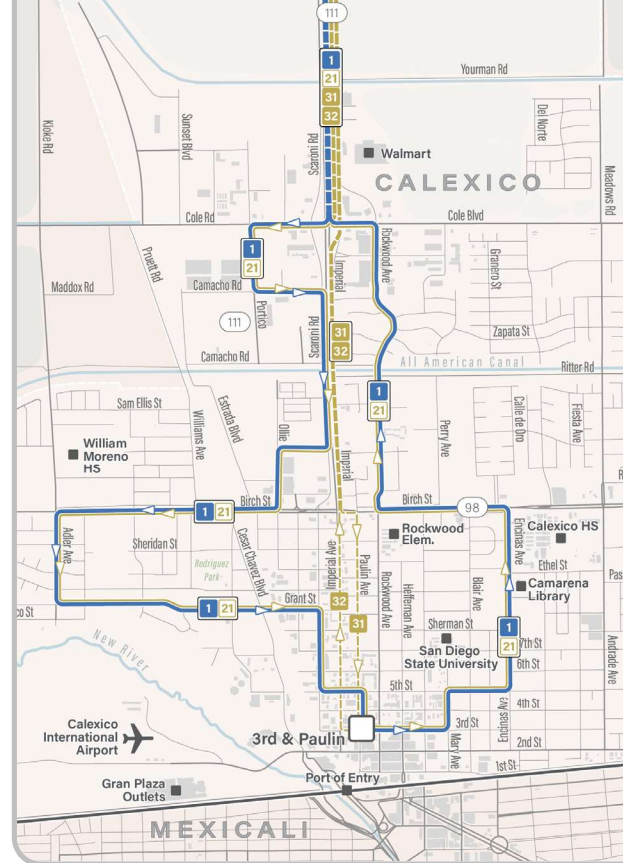 111
1
21
31
32
Yourman Rd
Kloke Rd
Sunset Blvd
Scaroni Rd
Del Norte
Meadows Rd
Walmart
CALEXICO
Cole Rd
Cole Blvd
1
21
Pruett Rd
Imperial
Rockwood Ave
Granero St
Maddox Rd
Camacho Rd
Portico
111
Scaroni Rd
31
32
Zapata St
Camacho Rd
All American Canal
Ritter Rd
1
21
Sam Ellis St
Williams Ave
Estrada Blvd
Ollie
Perry Ave
Calle de Oro
Fiesta Ave
William
Moreno
HS
Imperial
Birch St
Birch St
98
1 21
Adler Ave
Sheridan St
Cesar Chavez Blvd
Rodriguez
Park
Imperial Ave
Paulin Ave
Rockwood
Elem.
Encinas Ave
Calexico HS
Ethel St
Rockwood Ave
Heffernan Ave
Blair Ave
Camarena
Library
Pas
co St
1 21
Grant St
32
31
Sherman St
1
21
7th St
6th St
San Diego
State University
Andrade Ave
New River
5th St
4th St
Encinas Ave
3rd St
Mary Ave
2nd St
1st St
Calexico
International
Airport
3rd & Paulin
Gran Plaza
Outlets
Port of Entry
MEXICALI